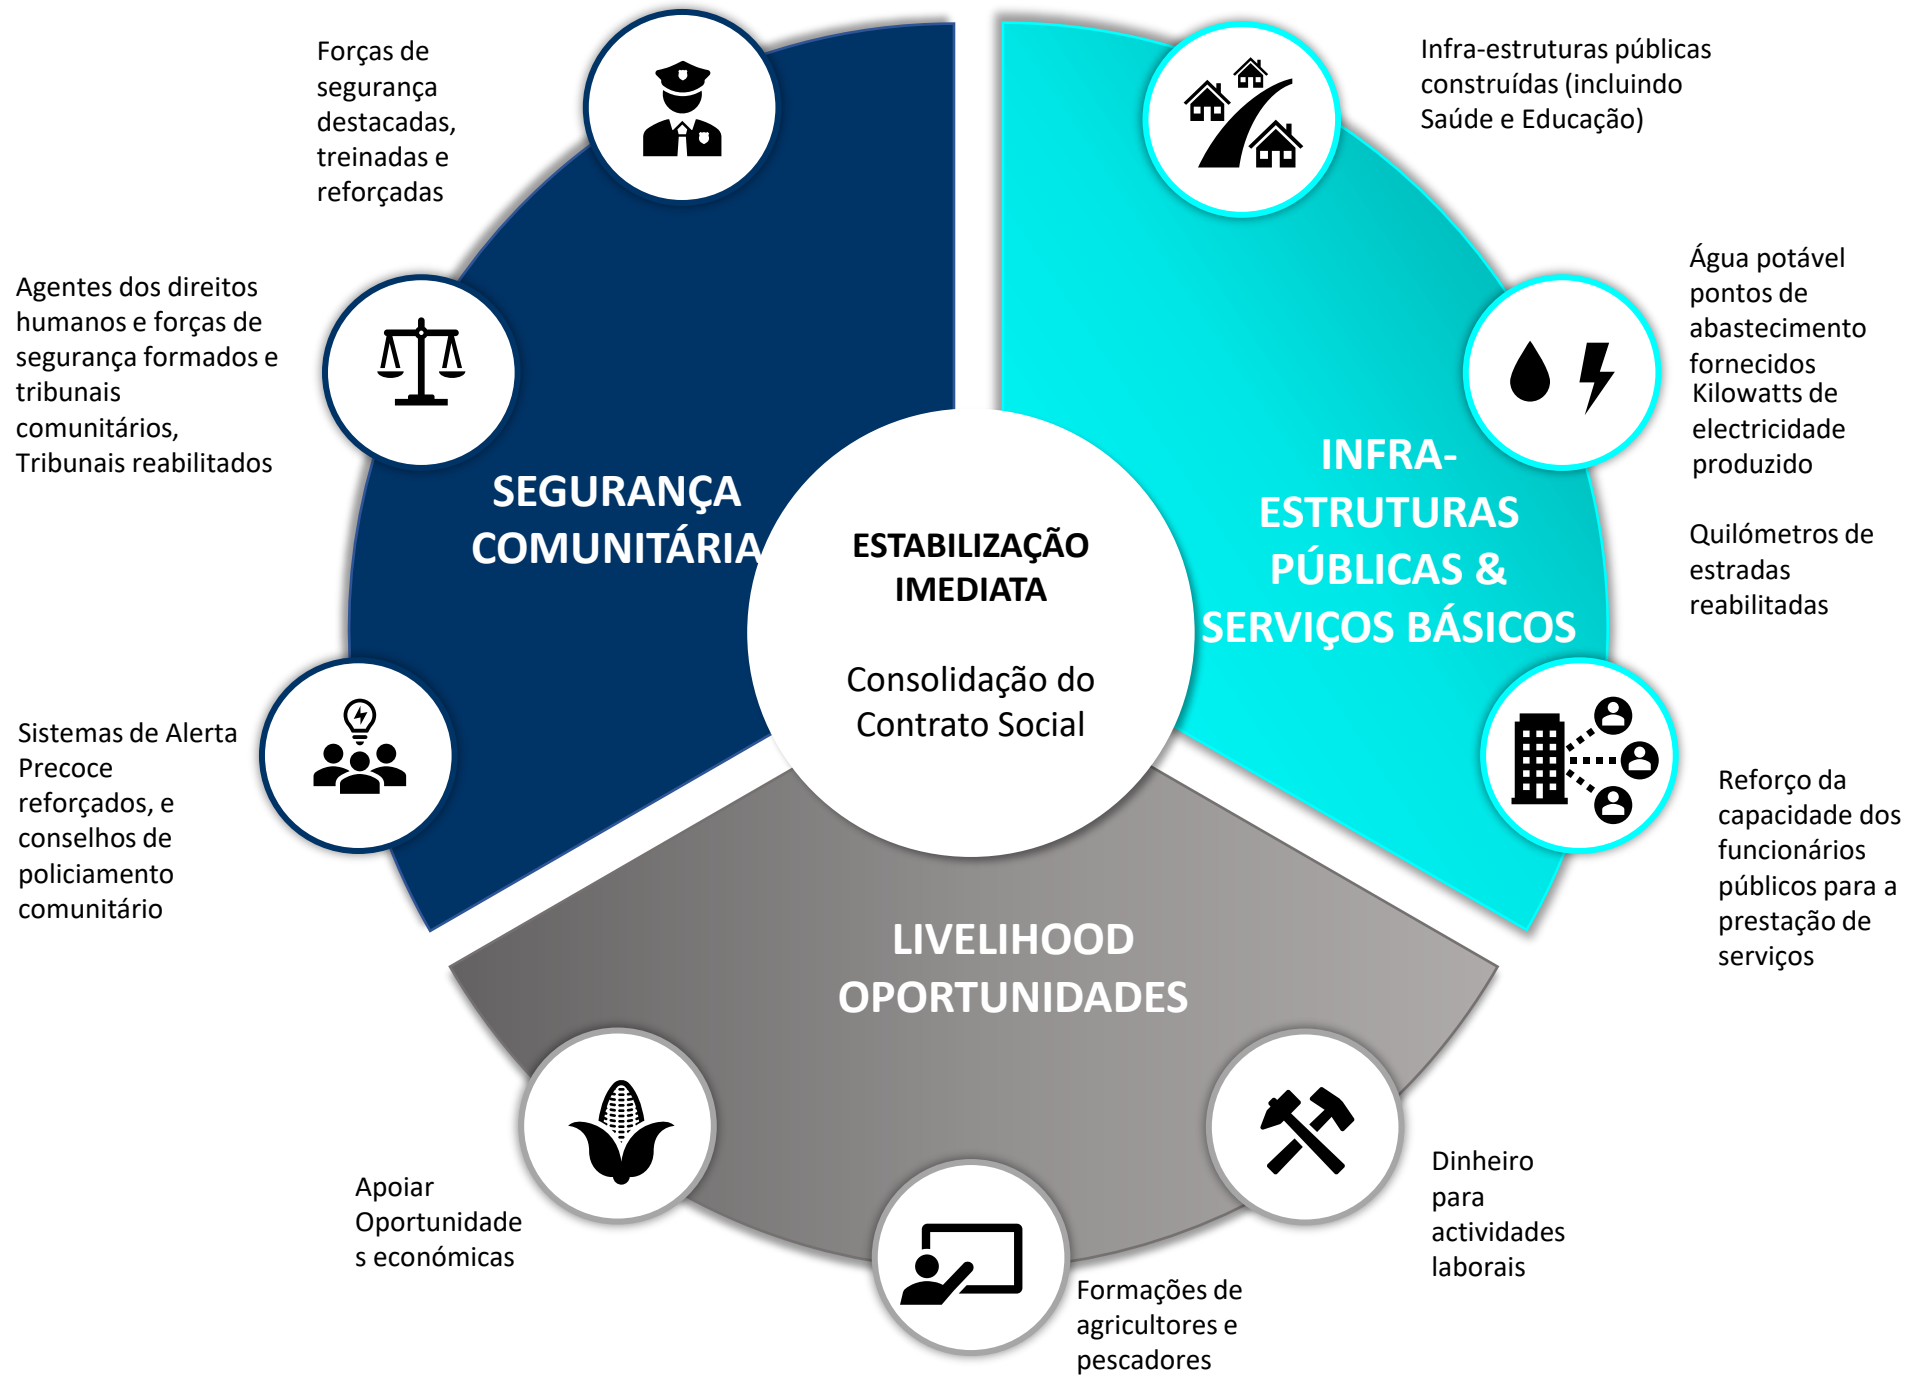 Forças de
segurança
destacadas,
treinadas e
reforçadas
Agentes dos direitos
humanos e forças de
segurança formados e
tribunais
comunitários,
Tribunais reabilitados
Sistemas de Alerta
Precoce
reforçados, e
conselhos de
policiamento
comunitário
SEGURANÇA
COMUNITÁRIA
ESTABILIZAÇÃO
IMEDIATA
Consolidação do
Contrato Social
INFRA-
ESTRUTURAS
PÚBLICAS &
SERVIÇOS BÁSICOS
Infra-estruturas públicas
construídas (incluindo
Saúde e Educação)
Água potável
pontos de
abastecimento
fornecidos
Kilowatts de
electricidade
produzido
Quilómetros de
estradas
reabilitadas
Reforço da
capacidade dos
funcionários
públicos para a
prestação de
serviços
LIVELIHOOD
OPORTUNIDADES
Apoiar
Oportunidade
s económicas
Formações de
agricultores e
pescadores
Dinheiro
para
actividades
laborais